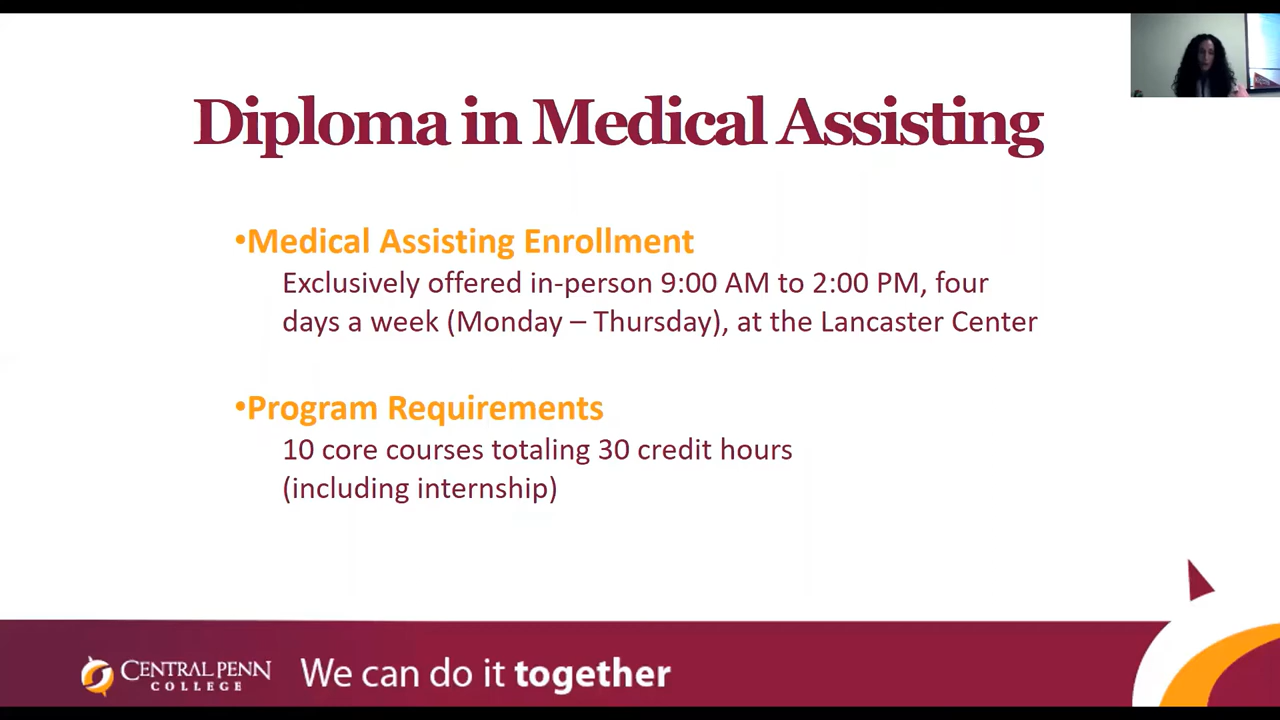 Diploma in Medical Assisting
•Medical Assisting Enrollment
Exclusively offered in-person 9:00 AM to 2:00 PM, four
days a week (Monday – Thursday), at the Lancaster Center
•Program Requirements
10 core courses totaling 30 credit hours
(including internship)
CENTRAL PENN
COLLEGE
We can do it together